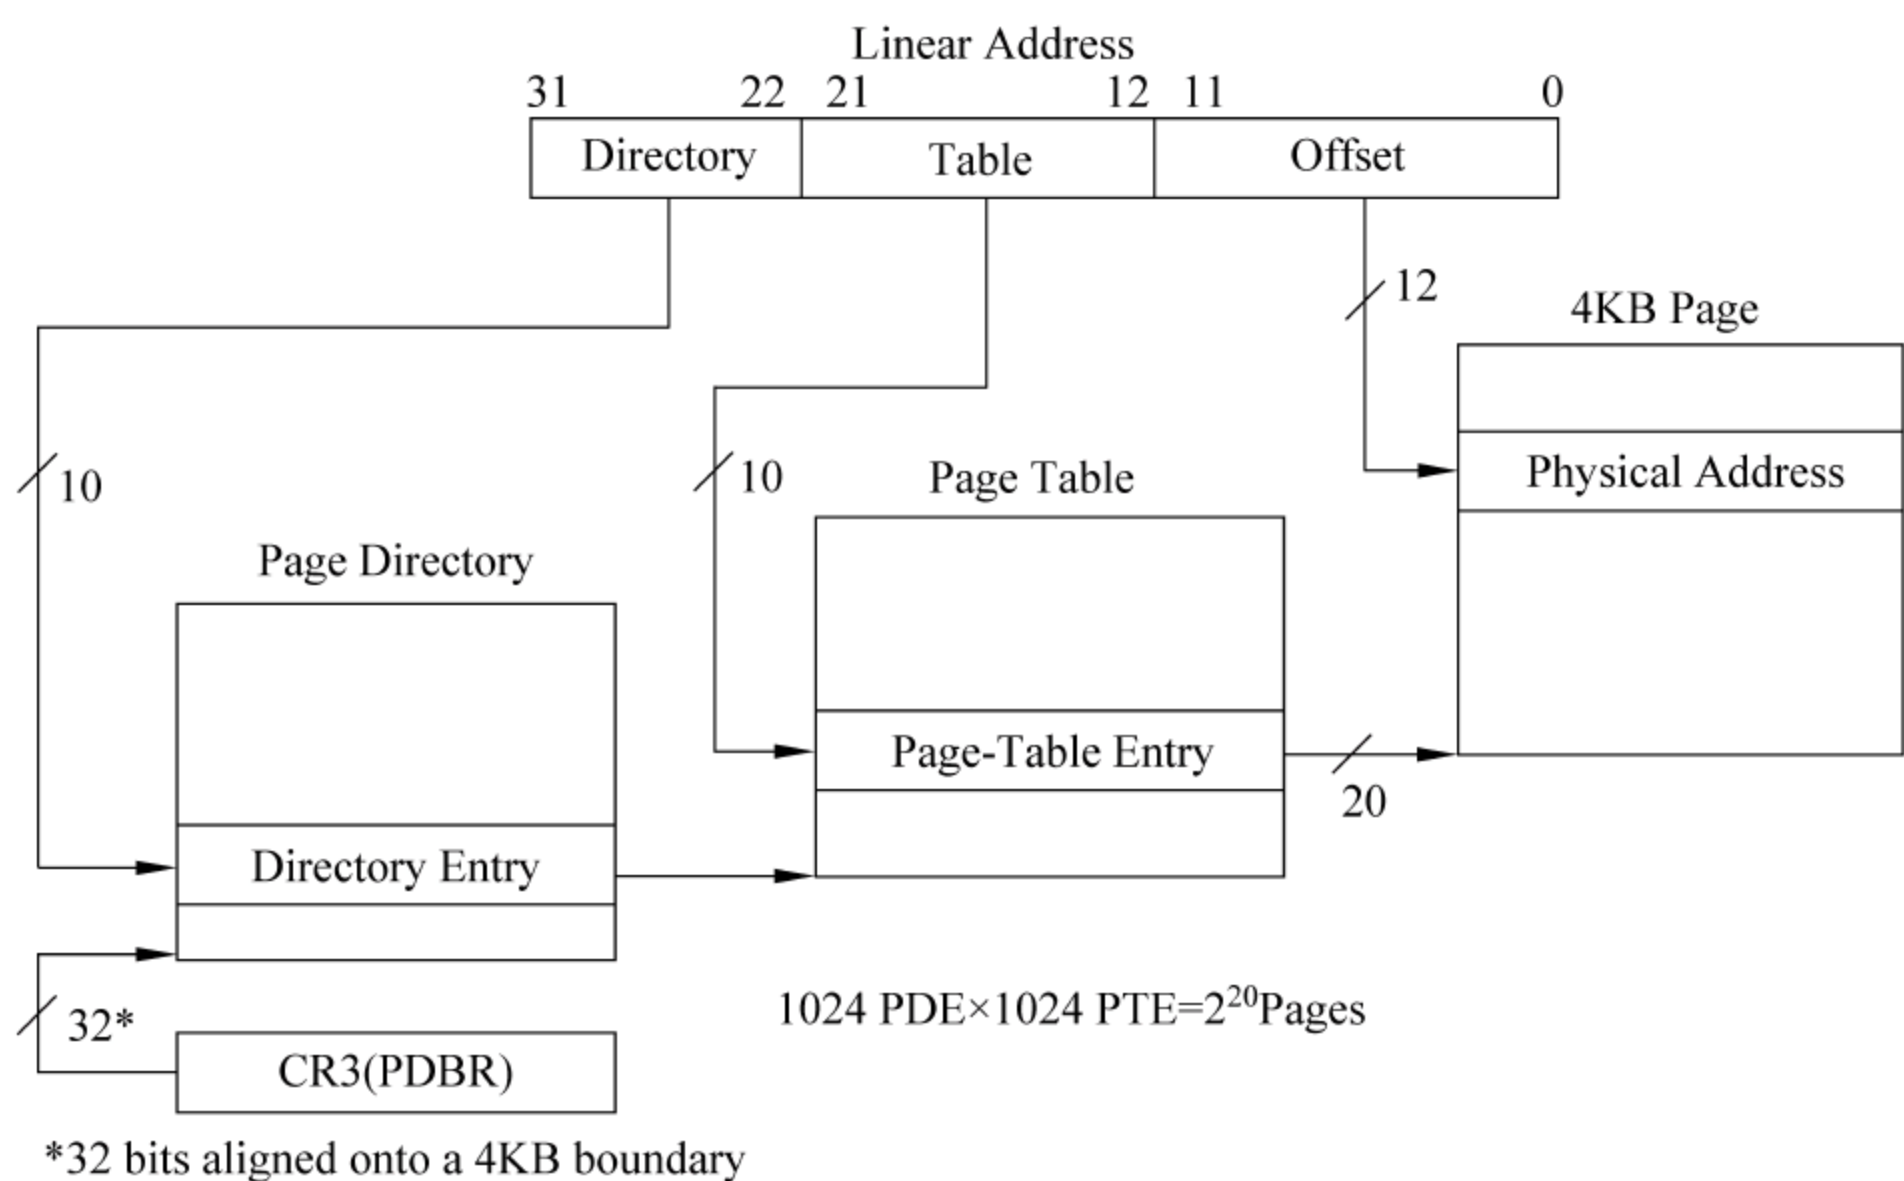 Linear Address
31 22 21 12 11 0
Directory Table Offset
12
4KB Page
Physical Address
10
10
Page Table
Page Directory
Page-Table Entry
20
Directory Entry
32*
1024 PDE×1024 PTE=2²⁰Pages
CR3(PDBR)
*32 bits aligned onto a 4KB boundary